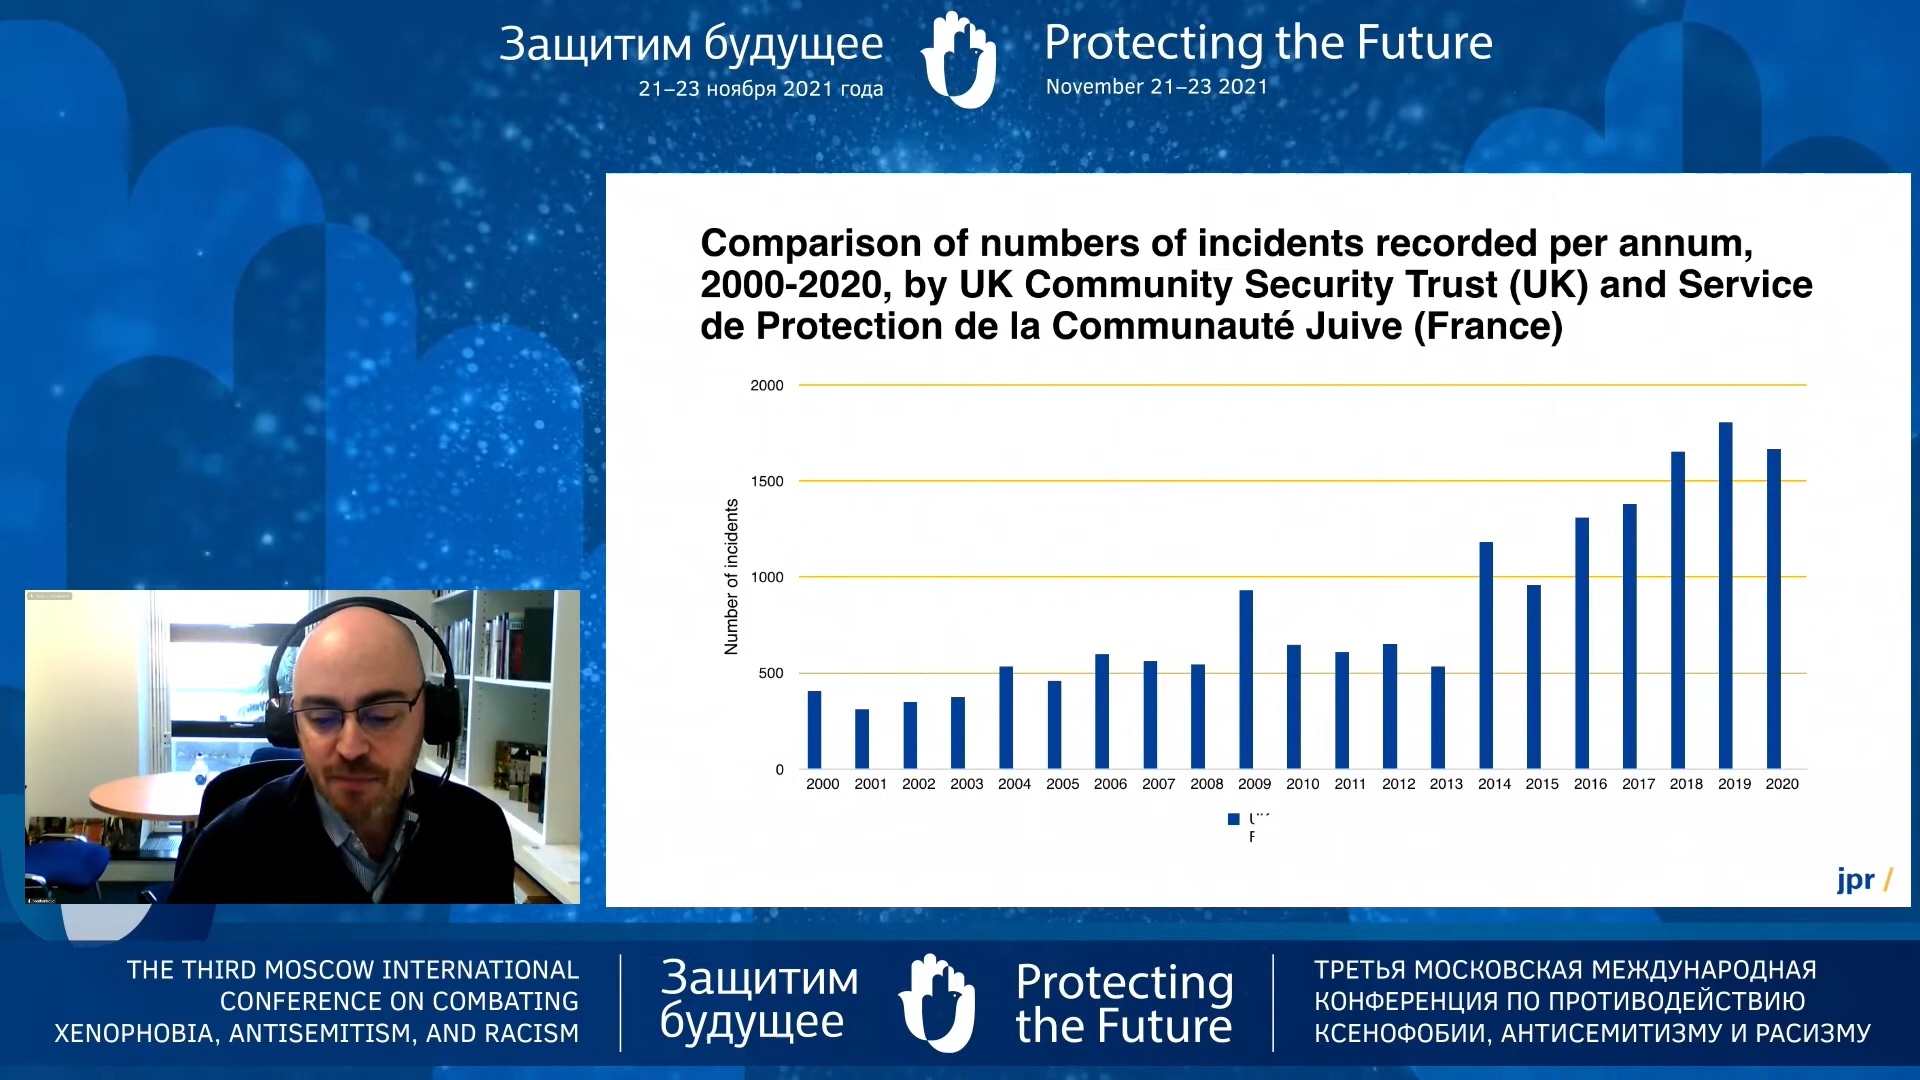 Защитим будущее
21–23 ноября 2021 года
Protecting the Future
November 21–23 2021
Comparison of numbers of incidents recorded per annum,
2000-2020, by UK Community Security Trust (UK) and Service
de Protection de la Communauté Juive (France)
Number of incidents
2000
1500
1000
500
0
2000 2001 2002 2003 2004 2005 2006 2007 2008 2009 2010 2011 2012 2013 2014 2015 2016 2017 2018 2019 2020
jpr /
THE THIRD MOSCOW INTERNATIONAL
CONFERENCE ON COMBATING
XENOPHOBIA, ANTISEMITISM, AND RACISM
Защитим
будущее
Protecting
the Future
ТРЕТЬЯ МОСКОВСКАЯ МЕЖДУНАРОДНАЯ
КОНФЕРЕНЦИЯ ПО ПРОТИВОДЕЙСТВИЮ
КСЕНОФОБИИ, АНТИСЕМИТИЗМУ И РАСИЗМУ